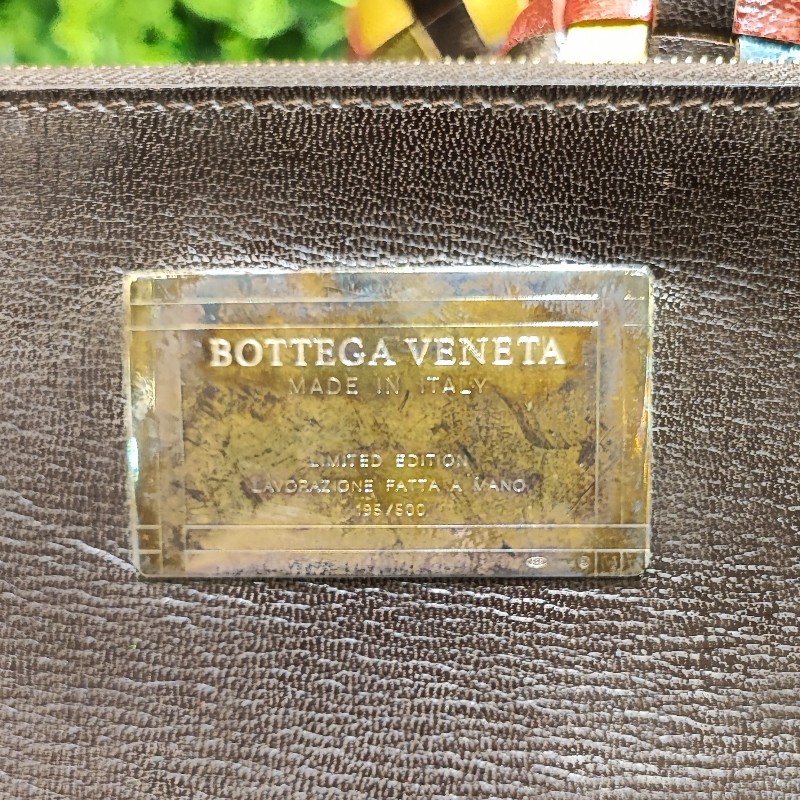 BOTTEGA VENETA
MADE IN ITALY
LIMITED EDITION
LAVORAZIONE FATTA A MANO
195/500